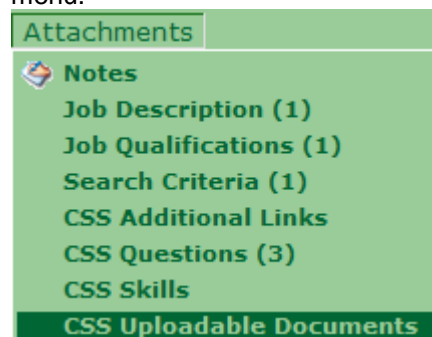 menu.
Attachments
Notes
Job Description (1)
Job Qualifications (1)
Search Criteria (1)
CSS Additional Links
CSS Questions (3)
CSS Skills
CSS Uploadable Documents